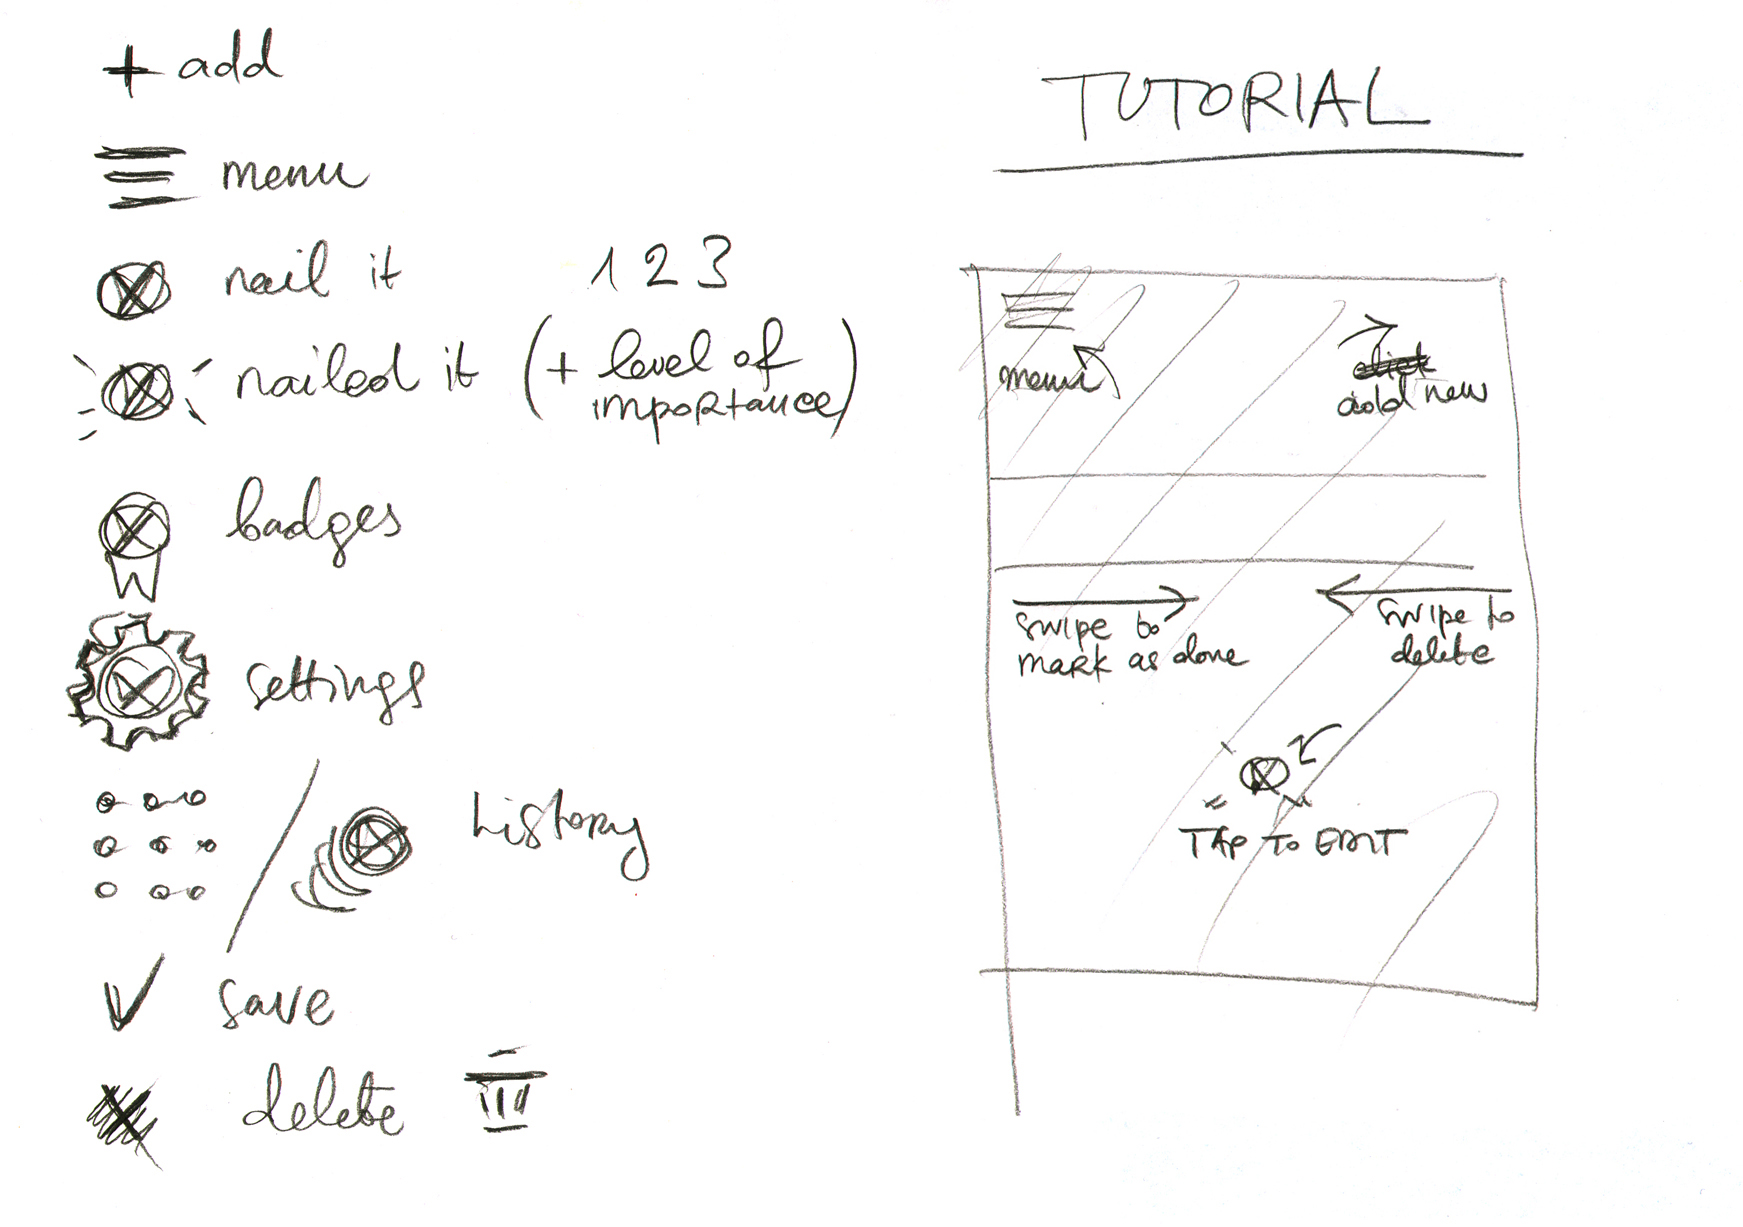 + add
menu
nail it
1 2 3
nailed it (+ level of
importance)
badges
settings
/ history
save
delete
TUTORIAL
menu
add new
swipe to
mark as done
swipe to
delete
TAP TO EDIT